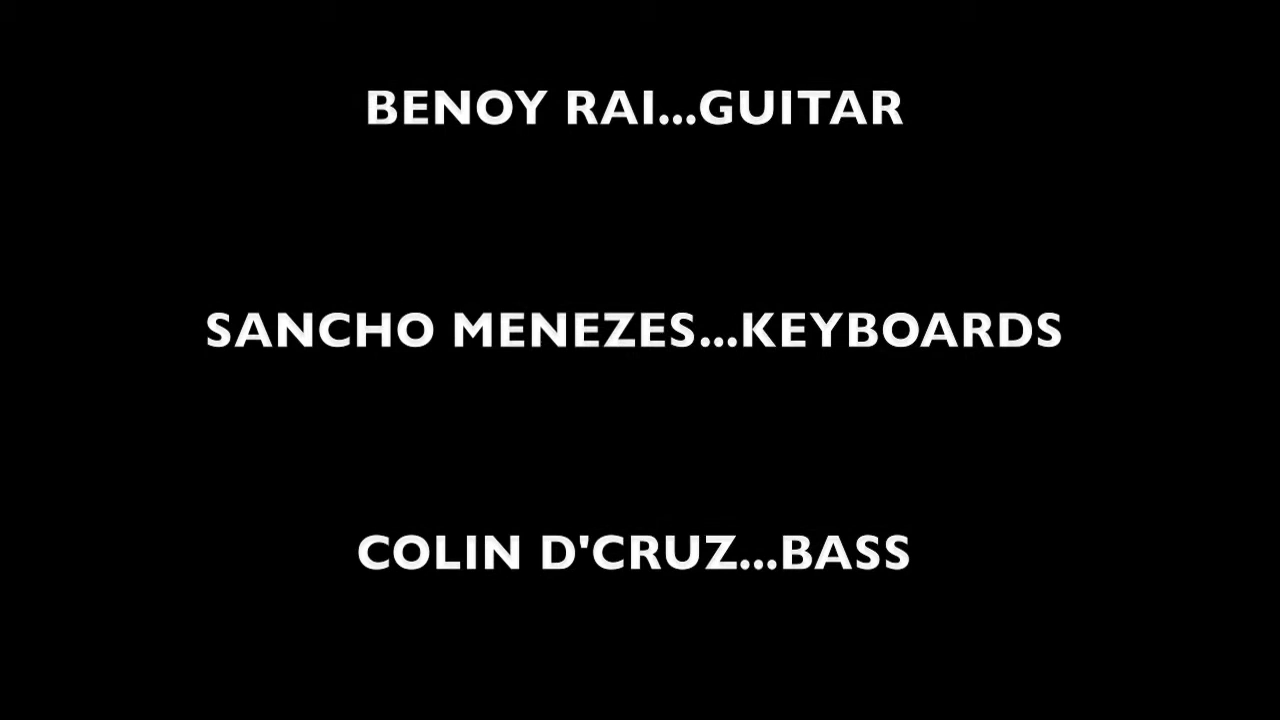 BENOY RAI...GUITAR
SANCHO MENEZES...KEYBOARDS
COLIN D'CRUZ...BASS